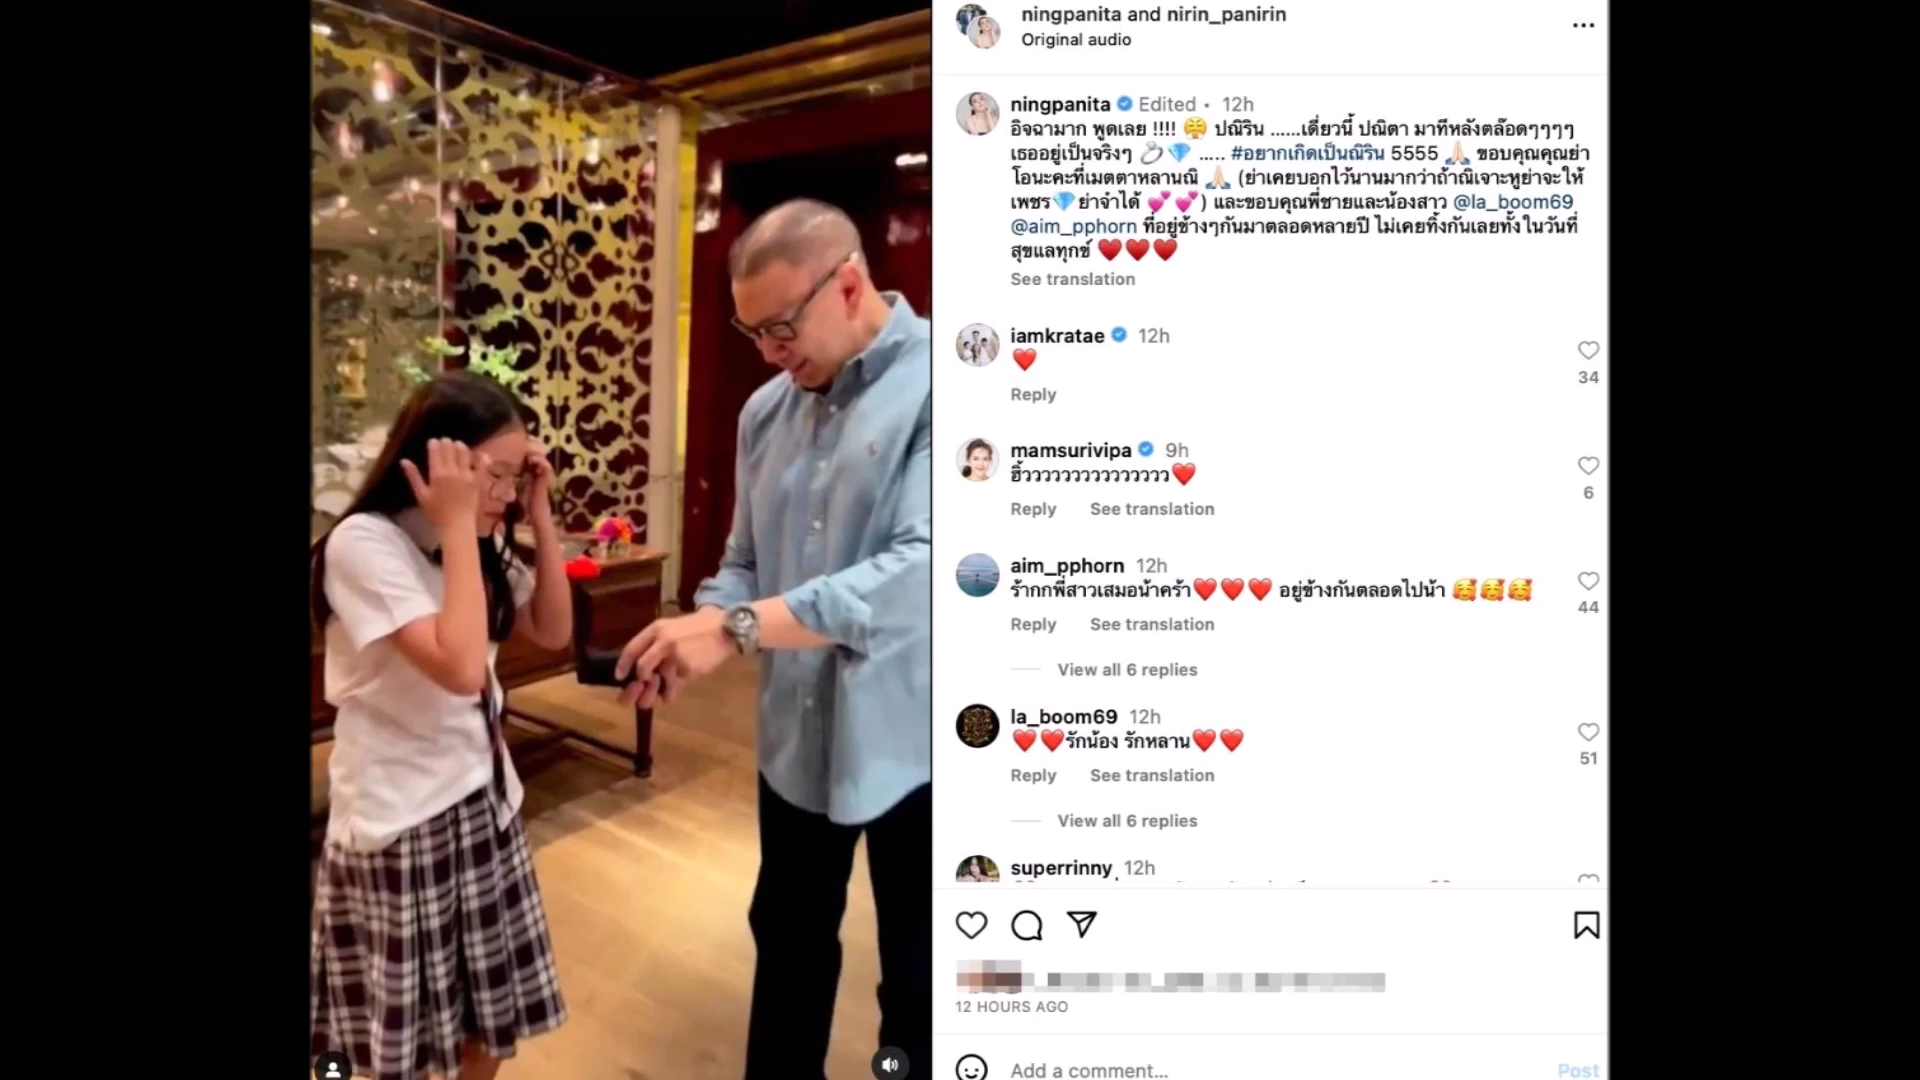 ningpanita and nirin_panirin
Original audio
ningpanita Edited • 12h
อิจฉามาก พูดเลย !!!! 😤 ปณิริน ......เดี่ยวนี้ ปณิตา มาทีหลังตล๊อดๆๆๆๆ
เธออยู่เป็นจริงๆ 💍💎 ..... #อยากเกิดเป็นณิริน 5555 🙏🏻 ขอบคุณคุณย่า
โอนะคะที่เมตตาหลานณิ 🙏🏻 (ย่าเคยบอกไว้นานมากว่าถ้าณิเจาะหูย่าจะให้
เพชร💎ย่าจำได้ 💕💕) และขอบคุณพี่ชายและน้องสาว @la_boom69
@aim_pphorn ที่อยู่ข้างๆกันมาตลอดหลายปี ไม่เคยทิ้งกันเลยทั้งในวันที่
สุขแลทุกข์ ❤️❤️❤️
See translation
iamkratae 12h
❤️
34
Reply
mamsurivipa 9h
ฮิ้ววววววววววววววววว❤️
6
Reply See translation
aim_pphorn 12h
ร้ากกพี่สาวเสมอน้าคร้า❤️❤️❤️ อยู่ข้างกันตลอดไปน้า 🥰🥰🥰
44
Reply See translation
View all 6 replies
la_boom69 12h
❤️❤️รักน้อง รักหลาน❤️❤️
51
Reply See translation
View all 6 replies
superrinny 12h
12 HOURS AGO
Add a comment... Post